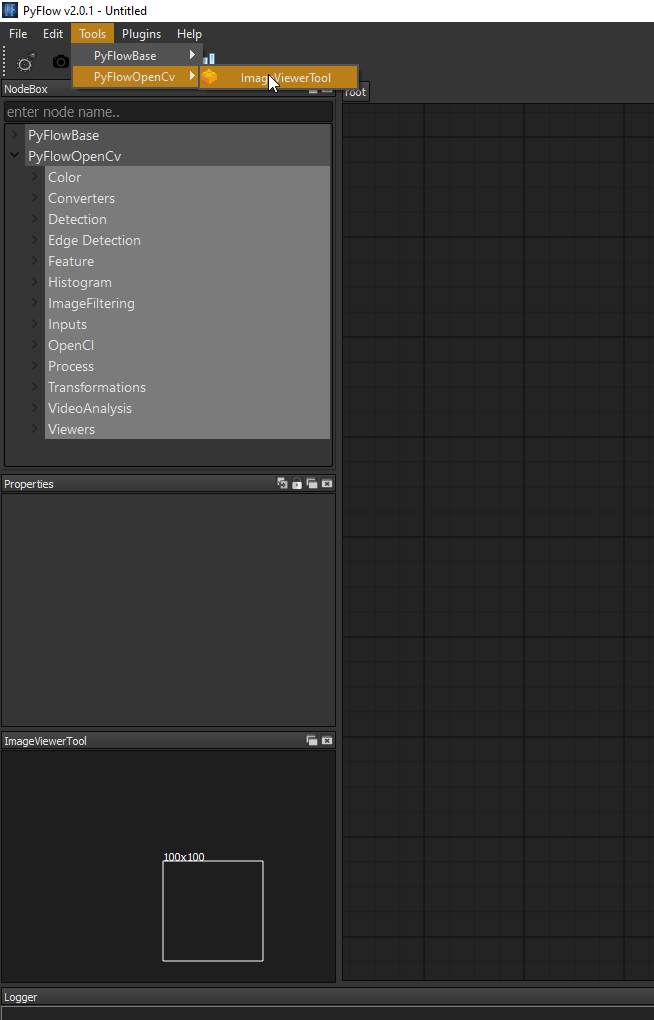 PyFlow v2.0.1 - Untitled
File Edit Tools Plugins Help
PyFlowBase
PyFlowOpenCv
ImageViewerTool
NodeBox
root
enter node name..
PyFlowBase
PyFlowOpenCv
Color
Converters
Detection
Edge Detection
Feature
Histogram
ImageFiltering
Inputs
OpenCl
Process
Transformations
VideoAnalysis
Viewers
Properties
ImageViewerTool
100x100
Logger